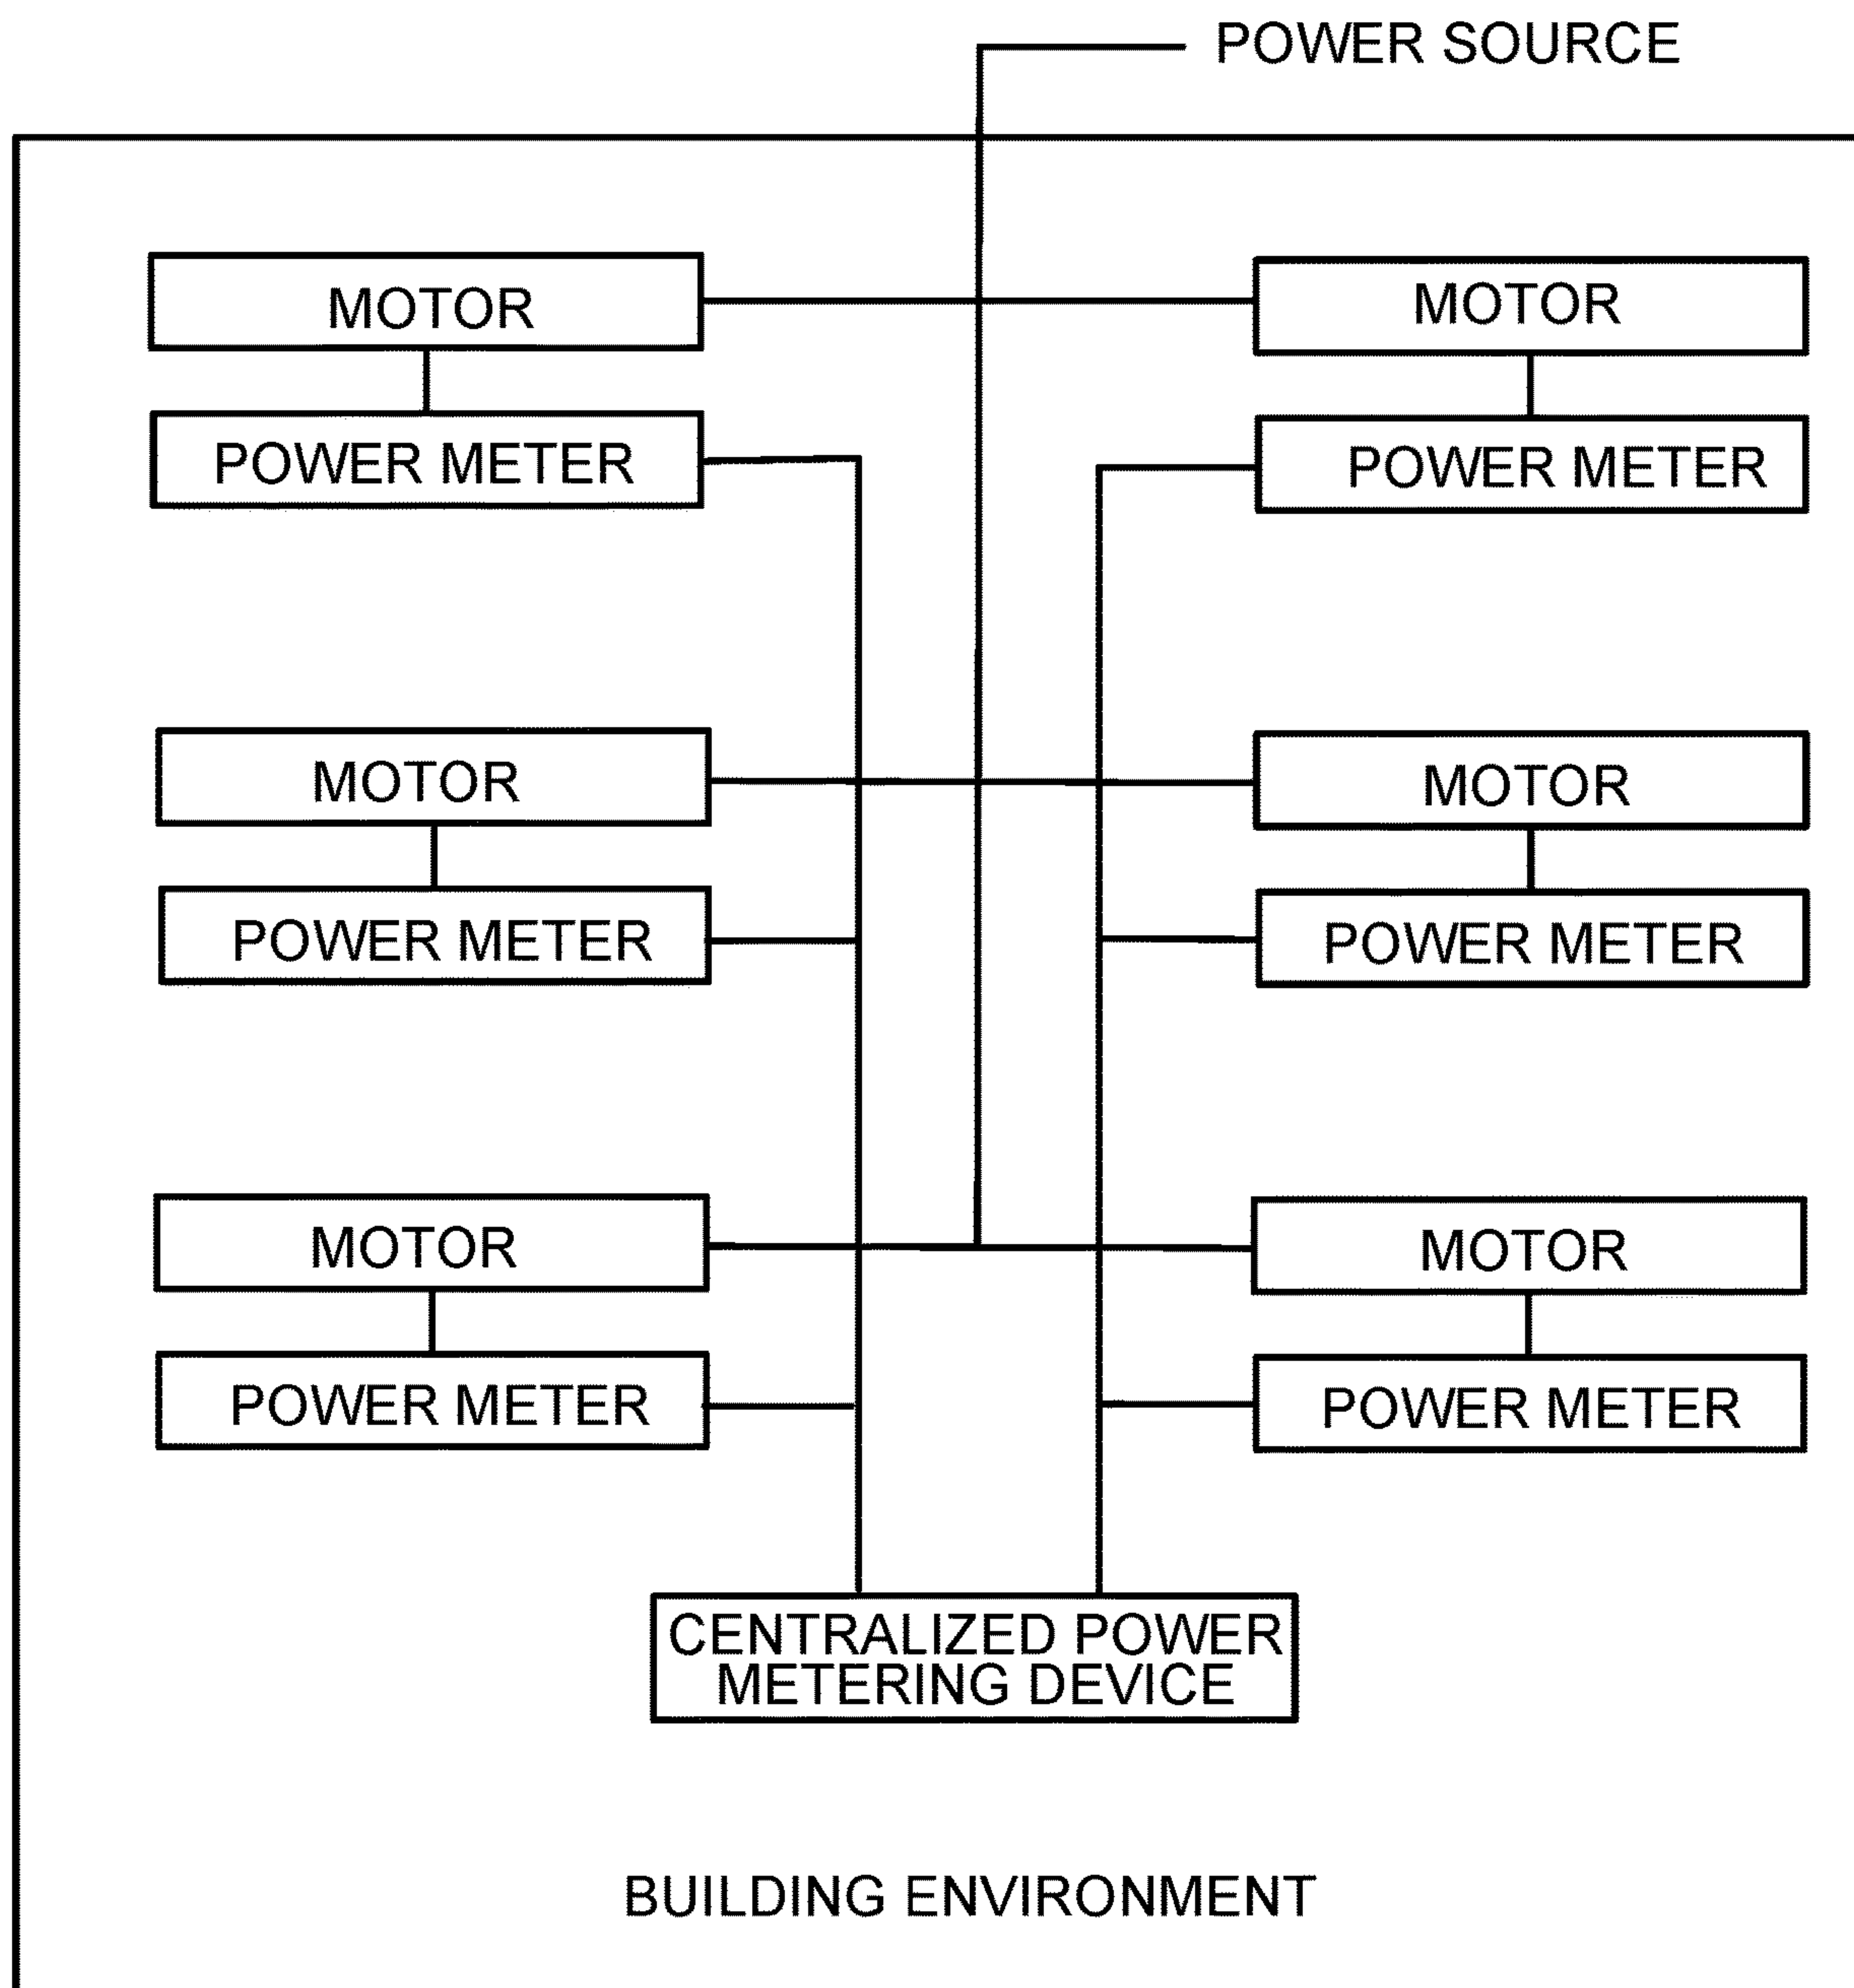 POWER SOURCE
MOTOR
MOTOR
POWER METER
POWER METER
MOTOR
MOTOR
POWER METER
POWER METER
MOTOR
MOTOR
POWER METER
POWER METER
CENTRALIZED POWER
METERING DEVICE
BUILDING ENVIRONMENT